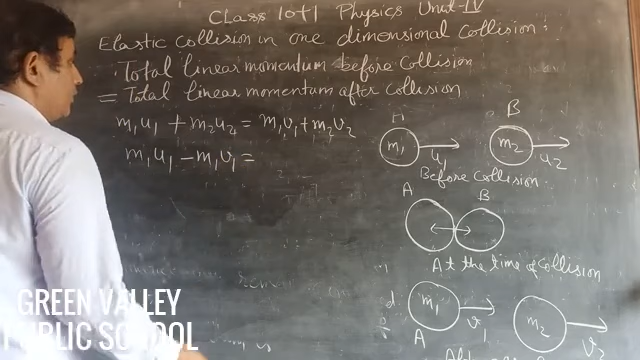 Class 10+1 Physics Unit-IV
Elastic Collision in one dimensional Collision:
Total linear momentum before Collision
= Total linear momentum after Collision
m₁u₁ + m₂u₂ = m₁v₁ + m₂v₂
m₁u₁ - m₁v₁ =
A B
m₁ u₁ m₂ u₂
Before Collision.
A B
At the time of Collision
m₁ v₁ m₂ v₂
A
GREEN VALLEY
PUBLIC SCHOOL